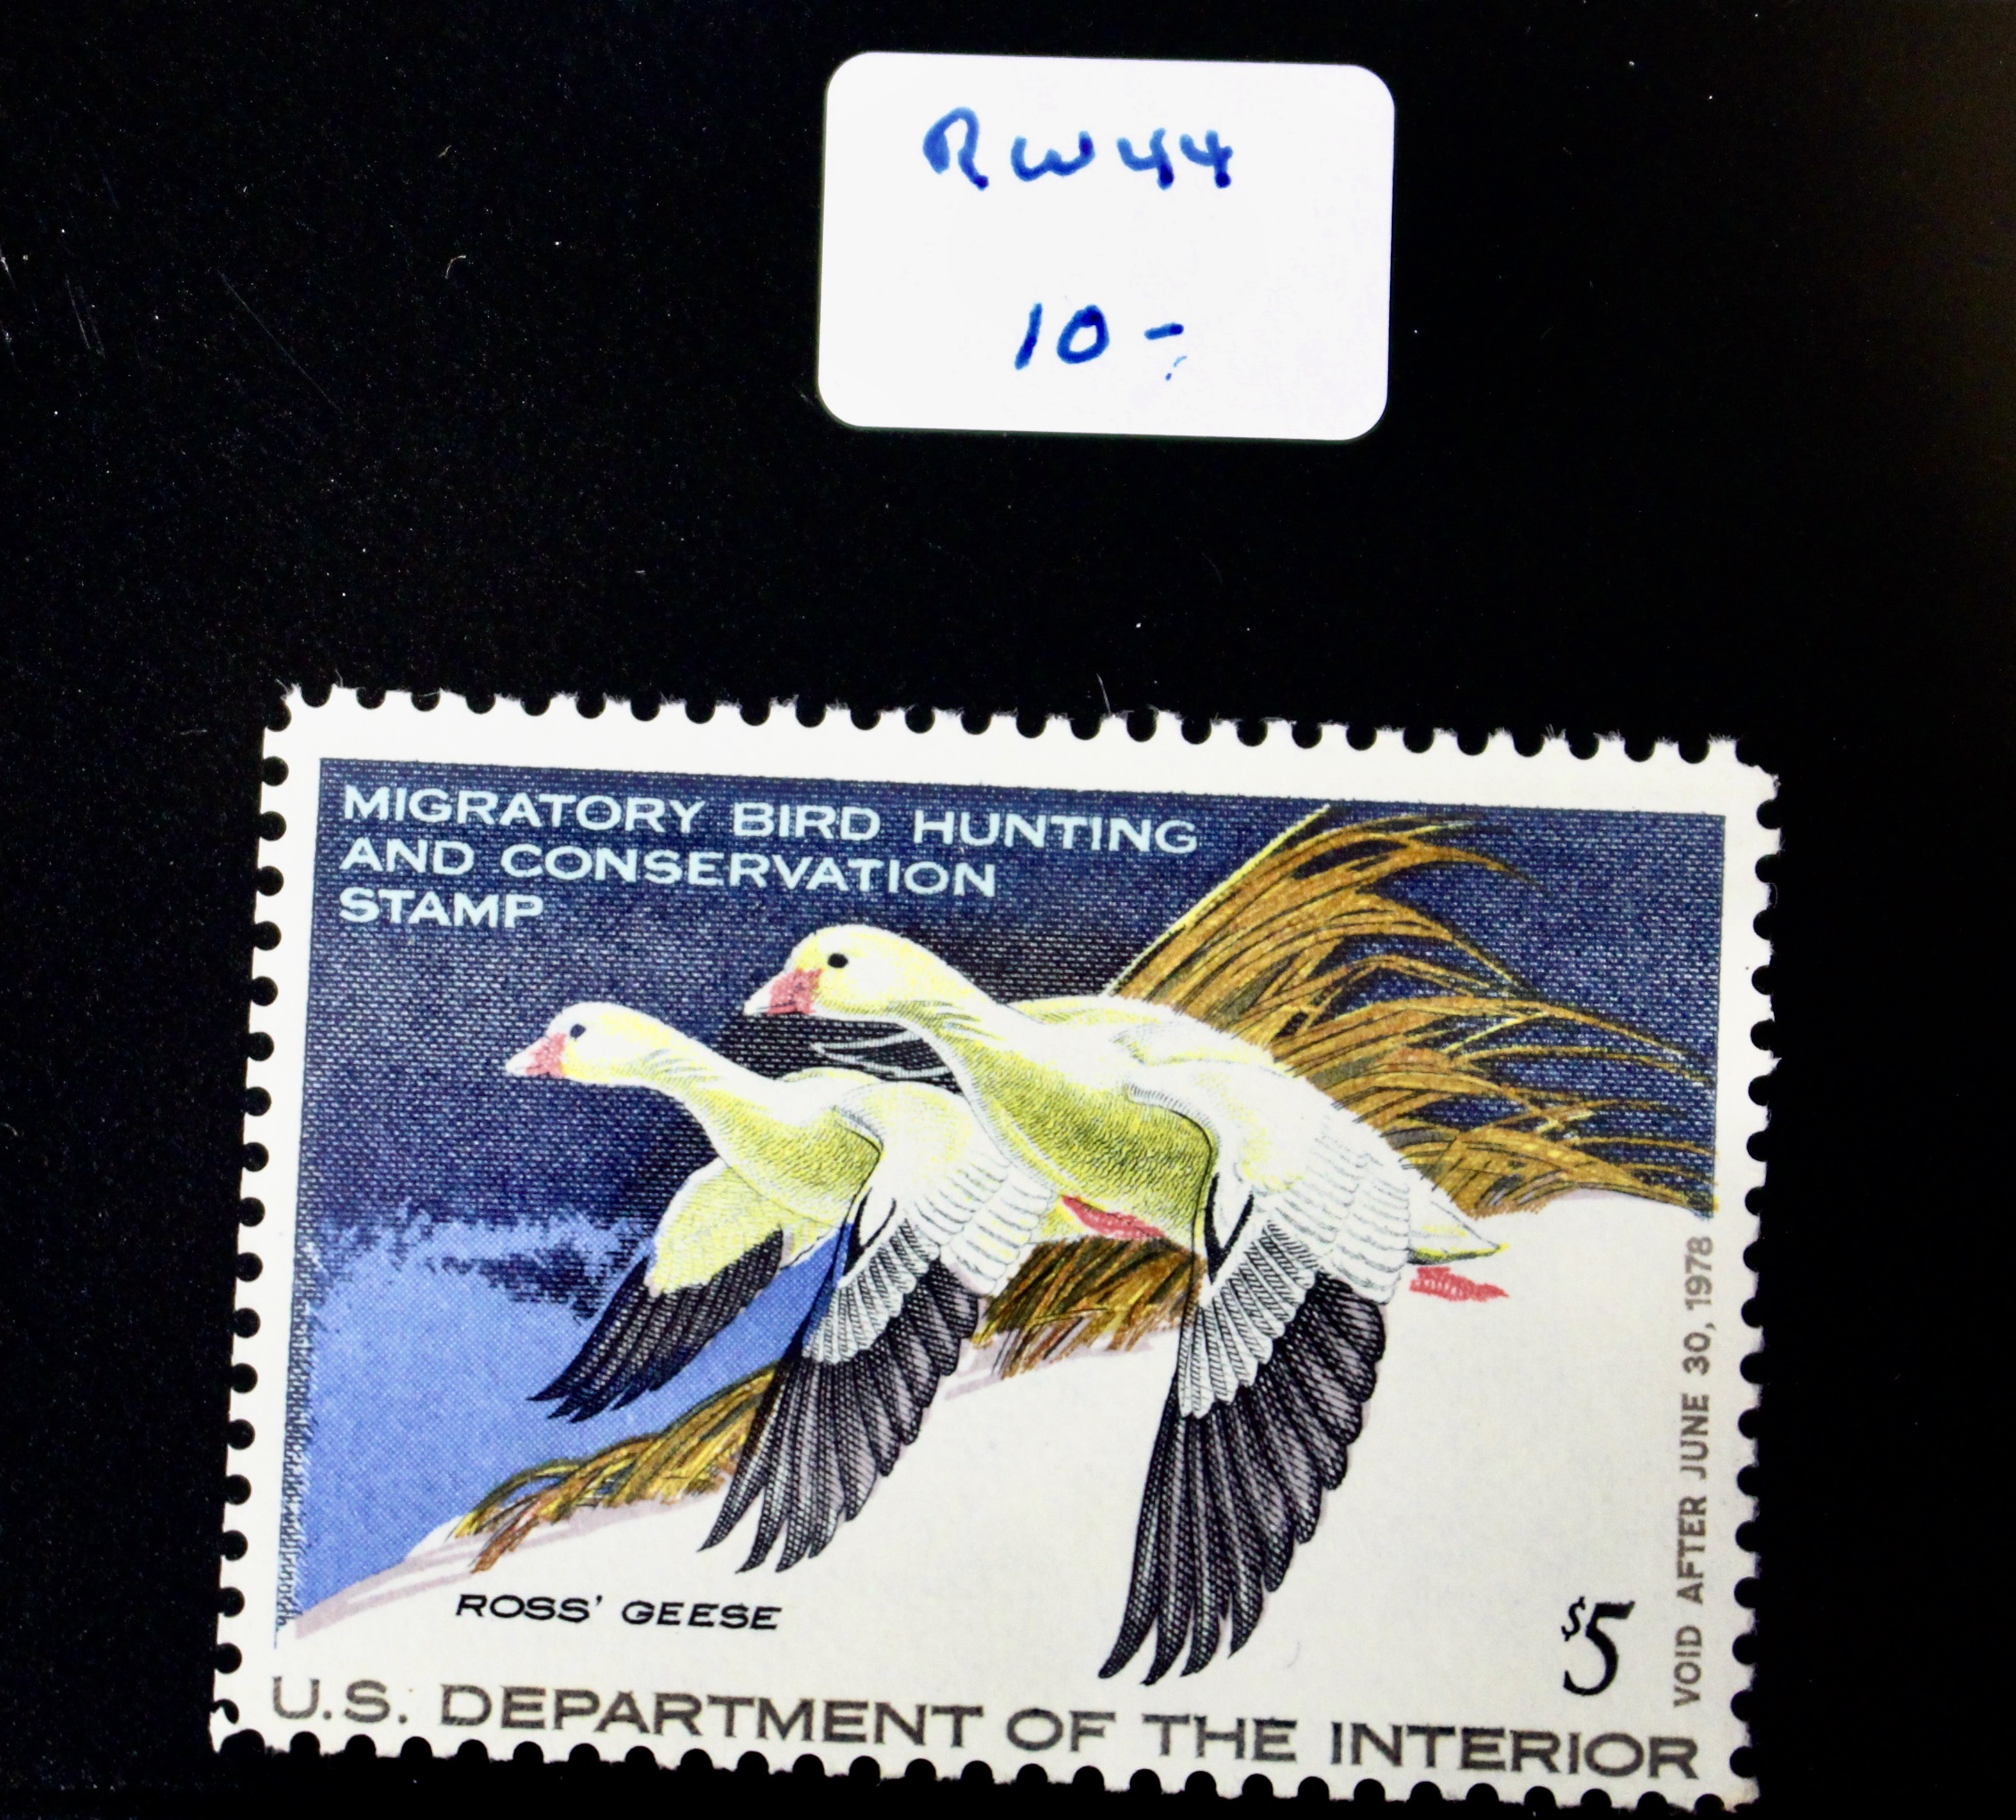 RW44
10-
MIGRATORY BIRD HUNTING
AND CONSERVATION
STAMP
ROSS' GEESE
$5
VOID AFTER JUNE 30, 1978
U.S. DEPARTMENT OF THE INTERIOR